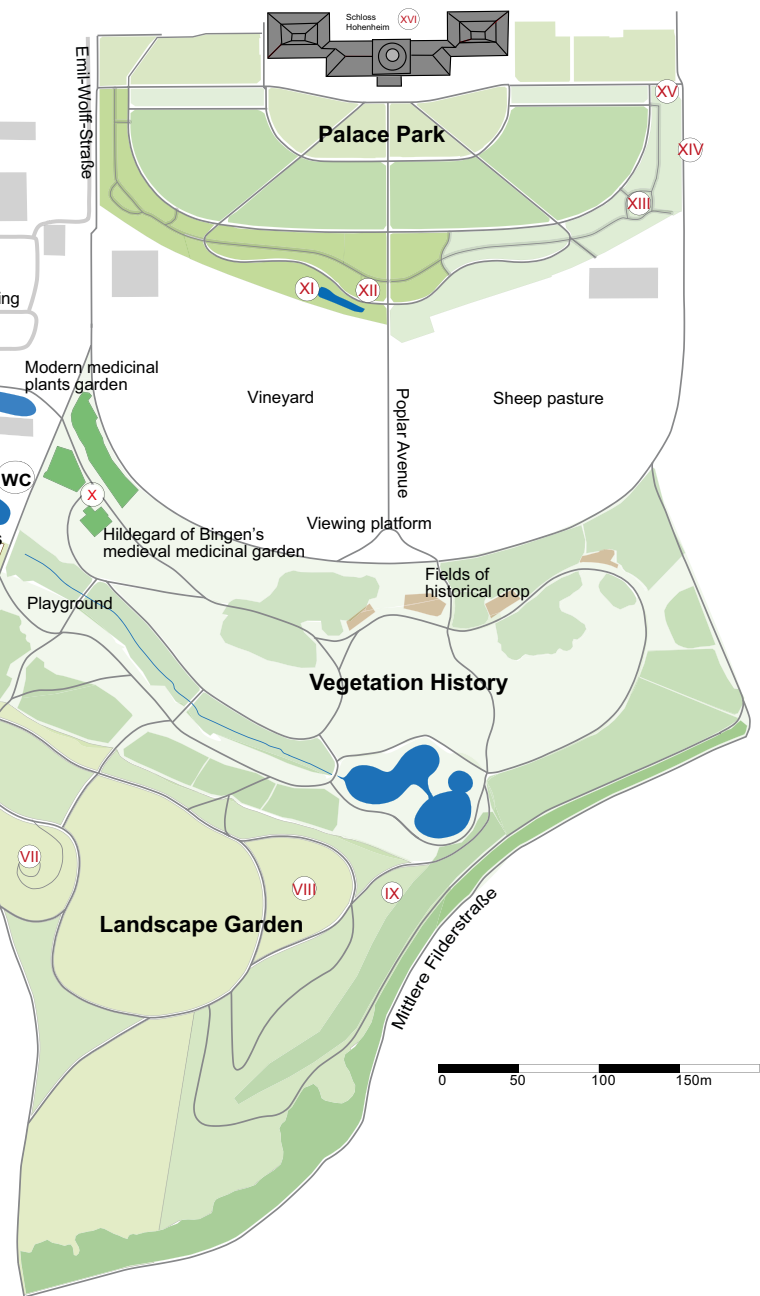 Schloss
Hohenheim
XVI
Emil-Wolff-Straße
XV
Palace Park
XIV
XIII
XI
XII
ing
Modern medicinal
plants garden
Vineyard
Poplar Avenue
Sheep pasture
WC
X
Viewing platform
Hildegard of Bingen's
medieval medicinal garden
s
Fields of
historical crop
Playground
Vegetation History
VII
VIII
IX
Landscape Garden
Mittlere Filderstraße
0 50 100 150m